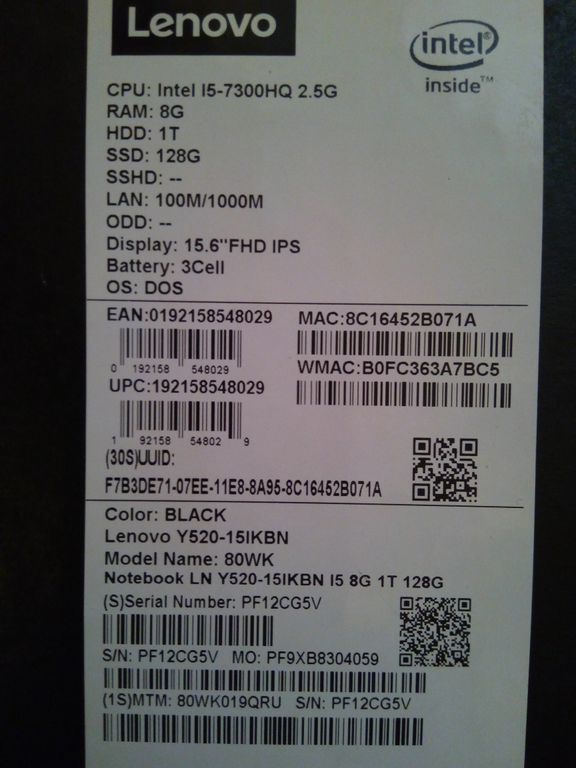 Lenovo
intel®
inside™
CPU: Intel I5-7300HQ 2.5G
RAM: 8G
HDD: 1T
SSD: 128G
SSHD: --
LAN: 100M/1000M
ODD: --
Display: 15.6"FHD IPS
Battery: 3Cell
OS: DOS
EAN:0192158548029
0 192158 548029
UPC:192158548029
1 92158 54802 9
MAC:8C16452B071A
WMAC:B0FC363A7BC5
(30S)UUID:
F7B3DE71-07EE-11E8-8A95-8C16452B071A
Color: BLACK
Lenovo Y520-15IKBN
Model Name: 80WK
Notebook LN Y520-15IKBN I5 8G 1T 128G
(S)Serial Number: PF12CG5V
S/N: PF12CG5V MO: PF9XB8304059
(1S)MTM: 80WK019QRU S/N: PF12CG5V